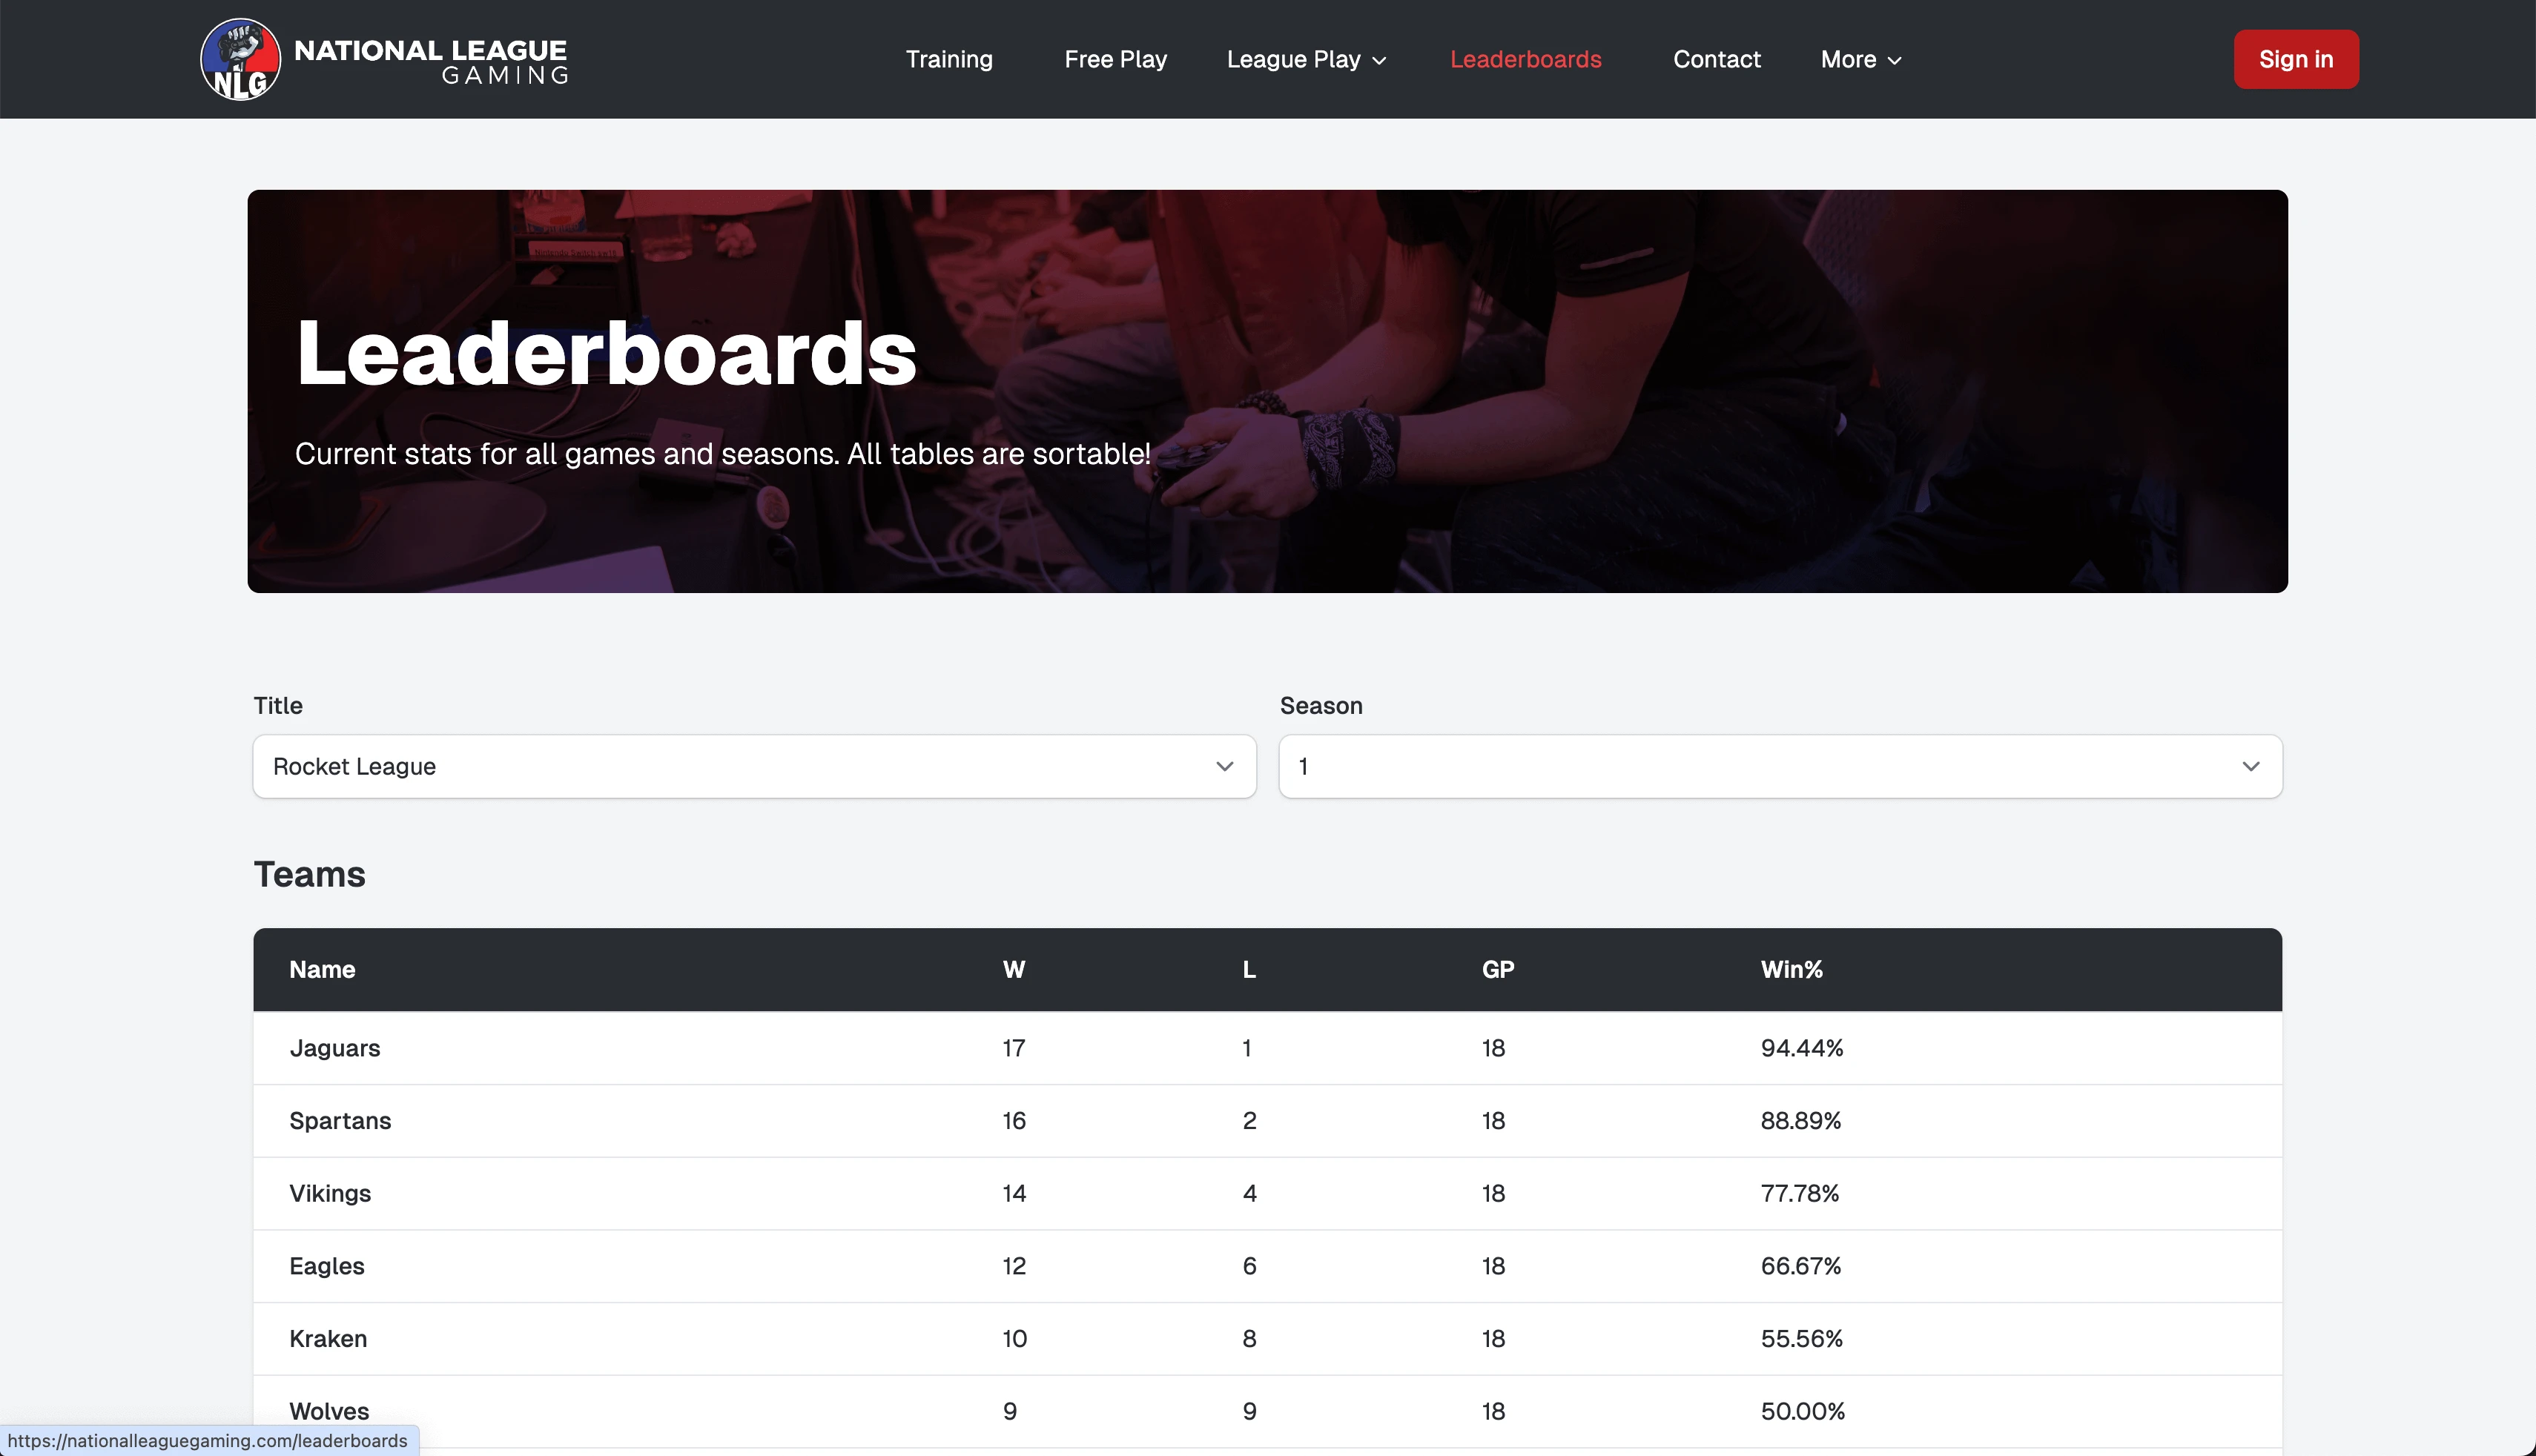 NLG
NATIONAL LEAGUE
GAMING
Training Free Play League Play Leaderboards Contact More Sign in
Leaderboards
Current stats for all games and seasons. All tables are sortable!
Title Season
Rocket League 1
Teams
Name W L GP Win%
Jaguars 17 1 18 94.44%
Spartans 16 2 18 88.89%
Vikings 14 4 18 77.78%
Eagles 12 6 18 66.67%
Kraken 10 8 18 55.56%
Wolves 9 9 18 50.00%
https://nationalleaguegaming.com/leaderboards